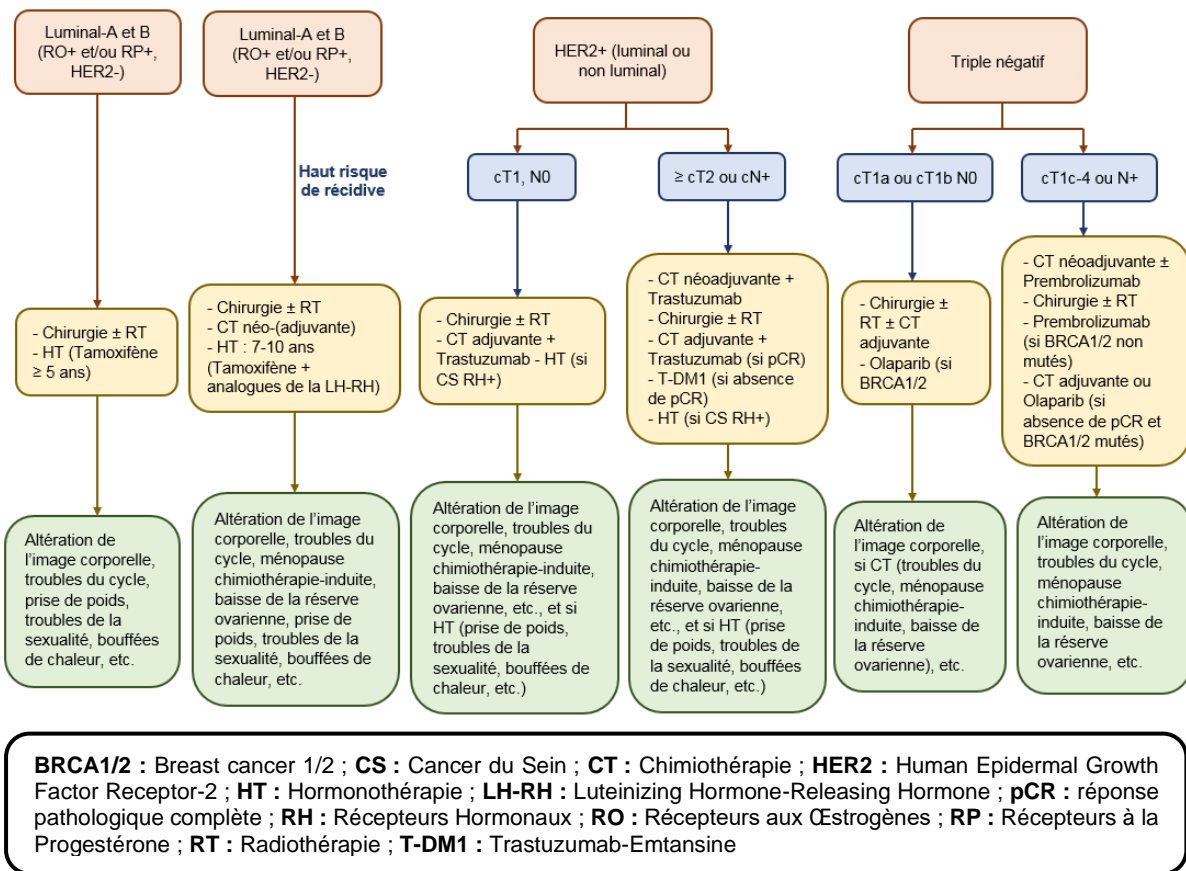 Luminal-A et B
(RO+ et/ou RP+,
HER2-)
Luminal-A et B
(RO+ et/ou RP+,
HER2-)
HER2+ (luminal ou
non luminal)
Triple négatif
Haut risque
de récidive
cT1, N0
≥ cT2 ou cN+
cT1a ou cT1b N0
cT1c-4 ou N+
- Chirurgie ± RT
- HT (Tamoxifène
≥ 5 ans)
- Chirurgie ± RT
- CT néo-(adjuvante)
- HT : 7-10 ans
(Tamoxifène +
analogues de la LH-RH)
- Chirurgie ± RT
- CT adjuvante +
Trastuzumab - HT (si
CS RH+)
- CT néoadjuvante +
Trastuzumab
- Chirurgie ± RT
- CT adjuvante +
Trastuzumab (si pCR)
- T-DM1 (si absence
de pCR)
- HT (si CS RH+)
- Chirurgie ±
RT ± CT
adjuvante
- Olaparib (si
BRCA1/2
- CT néoadjuvante ±
Prembrolizumab
- Chirurgie ± RT
- Prembrolizumab
(si BRCA1/2 non
mutés)
- CT adjuvante ou
Olaparib (si
absence de pCR et
BRCA1/2 mutés)
Altération de
l'image corporelle,
troubles du cycle,
prise de poids,
troubles de la
sexualité, bouffées
de chaleur, etc.
Altération de l'image
corporelle, troubles du
cycle, ménopause
chimiothérapie-induite,
baisse de la réserve
ovarienne, prise de
poids, troubles de la
sexualité, bouffées de
chaleur, etc.
Altération de l'image
corporelle, troubles du
cycle, ménopause
chimiothérapie-induite,
baisse de la réserve
ovarienne, etc., et si
HT (prise de poids,
troubles de la
sexualité, bouffées de
chaleur, etc.)
Altération de l'image
corporelle, troubles
du cycle, ménopause
chimiothérapie-
induite, baisse de la
réserve ovarienne,
etc., et si HT (prise
de poids, troubles de
la sexualité, bouffées
de chaleur, etc.)
Altération de
l'image corporelle,
si CT (troubles du
cycle, ménopause
chimiothérapie-
induite, baisse de
la réserve
ovarienne), etc.
Altération de
l'image corporelle,
troubles du cycle,
ménopause
chimiothérapie-
induite, baisse de
la réserve
ovarienne, etc.
BRCA1/2 : Breast cancer 1/2 ; CS : Cancer du Sein ; CT : Chimiothérapie ; HER2 : Human Epidermal Growth
Factor Receptor-2 ; HT : Hormonothérapie ; LH-RH : Luteinizing Hormone-Releasing Hormone ; pCR : réponse
pathologique complète ; RH : Récepteurs Hormonaux ; RO : Récepteurs aux Œstrogènes ; RP : Récepteurs à la
Progestérone ; RT : Radiothérapie ; T-DM1 : Trastuzumab-Emtansine